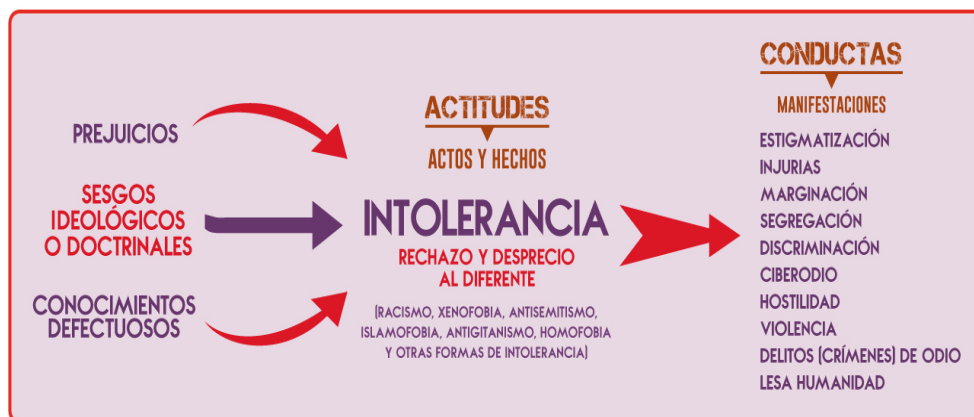 PREJUICIOS
SESGOS
IDEOLÓGICOS
O DOCTRINALES
CONOCIMIENTOS
DEFECTUOSOS
ACTITUDES
ACTOS Y HECHOS
INTOLERANCIA
RECHAZO Y DESPRECIO
AL DIFERENTE
(RACISMO, XENOFOBIA, ANTISEMITISMO,
ISLAMOFOBIA, ANTIGITANISMO, HOMOFOBIA
Y OTRAS FORMAS DE INTOLERANCIA)
CONDUCTAS
MANIFESTACIONES
ESTIGMATIZACIÓN
INJURIAS
MARGINACIÓN
SEGREGACIÓN
DISCRIMINACIÓN
CIBERODIO
HOSTILIDAD
VIOLENCIA
DELITOS (CRÍMENES) DE ODIO
LESA HUMANIDAD